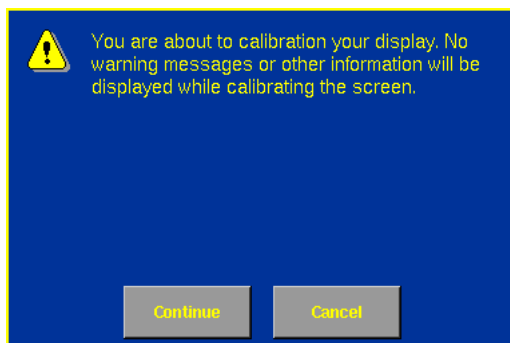 You are about to calibration your display. No
warning messages or other information will be
displayed while calibrating the screen.
Continue Cancel